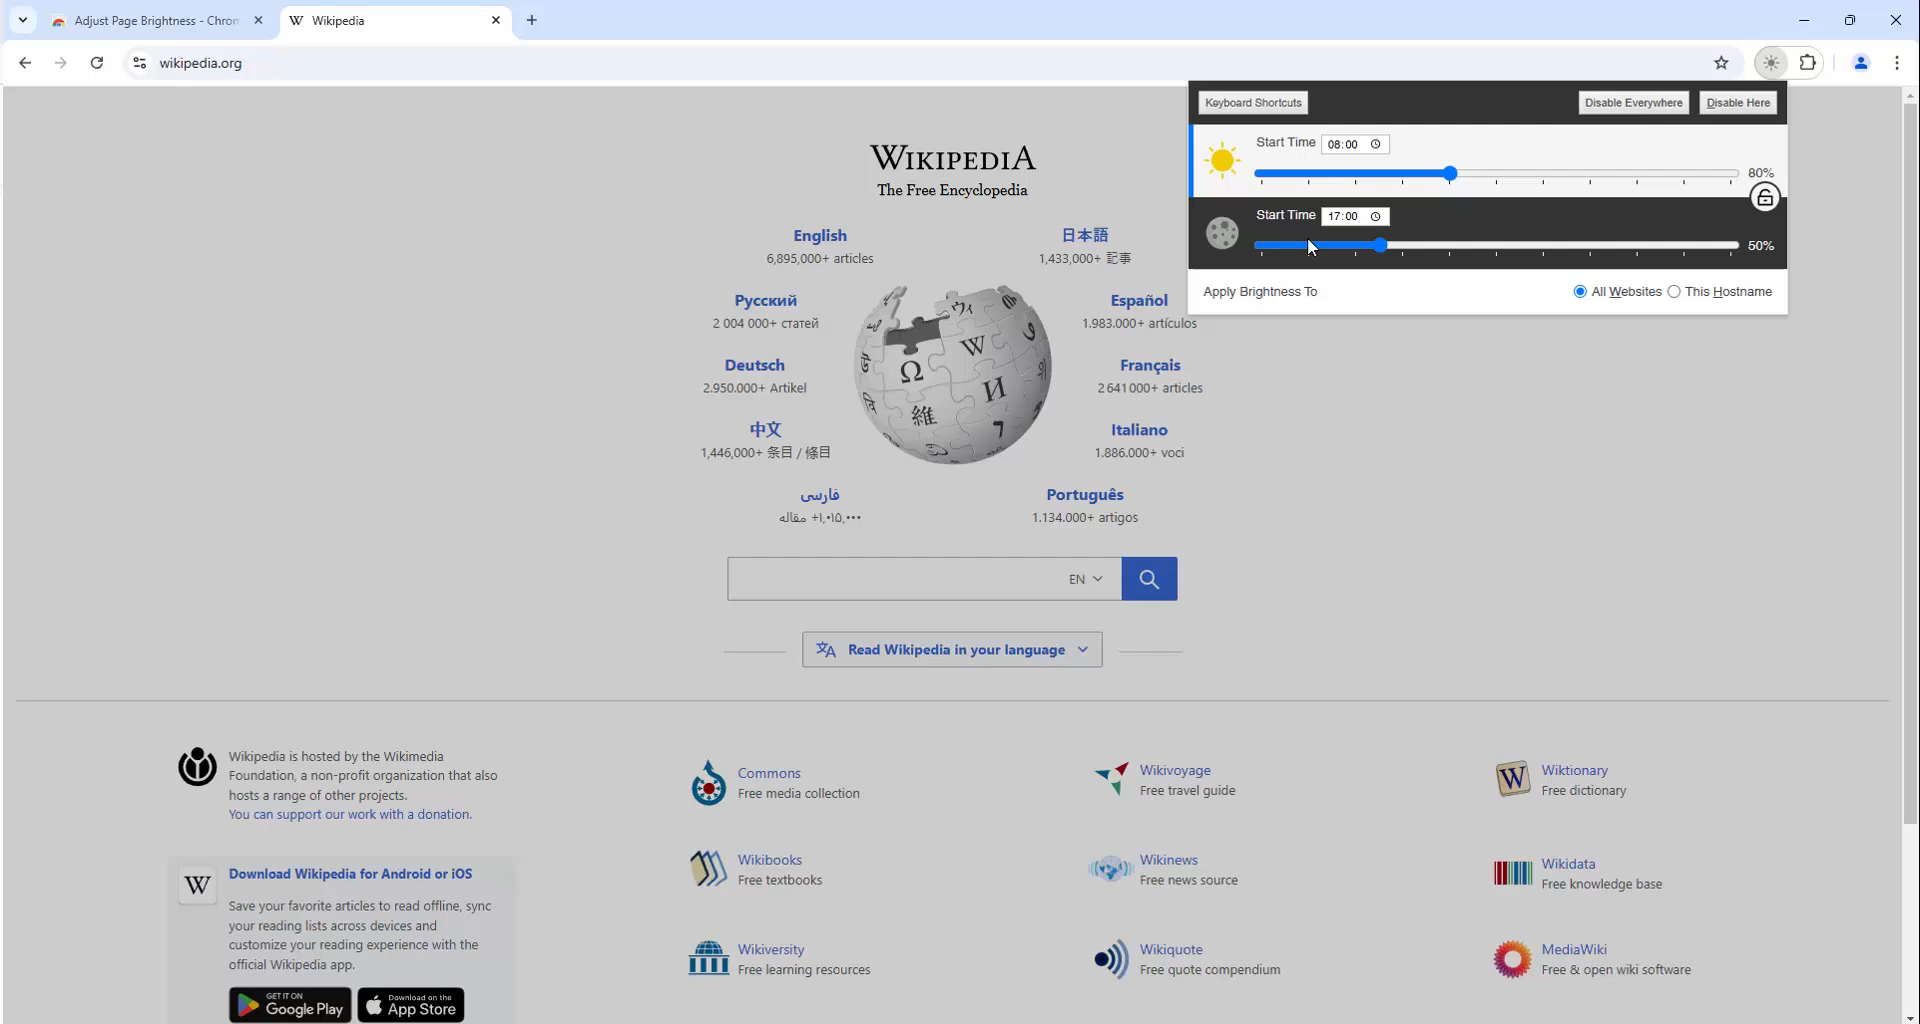 Adjust Page Brightness - Chron
Wikipedia
wikipedia.org
Keyboard Shortcuts
Disable Everywhere
Disable Here
Start Time 08:00
80%
Start Time 17:00
50%
Apply Brightness To
All Websites
This Hostname
WIKIPEDIA
The Free Encyclopedia
English
6,895,000+ articles
日本語
1,433,000+ 記事
Русский
2 004 000+ статей
Español
1.983.000+ artículos
Deutsch
2.950.000+ Artikel
Français
2 641 000+ articles
中文
1,446,000+ 条目 / 條目
Italiano
1.886.000+ voci
فارسی
Português
1.134.000+ artigos
EN
Read Wikipedia in your language
Wikipedia is hosted by the Wikimedia
Foundation, a non-profit organization that also
hosts a range of other projects.
You can support our work with a donation.
Download Wikipedia for Android or iOS
Save your favorite articles to read offline, sync
your reading lists across devices and
customize your reading experience with the
official Wikipedia app.
GET IT ON
Google Play
Download on the
App Store
Commons
Free media collection
Wikivoyage
Free travel guide
Wiktionary
Free dictionary
Wikibooks
Free textbooks
Wikinews
Free news source
Wikidata
Free knowledge base
Wikiversity
Free learning resources
Wikiquote
Free quote compendium
MediaWiki
Free & open wiki software